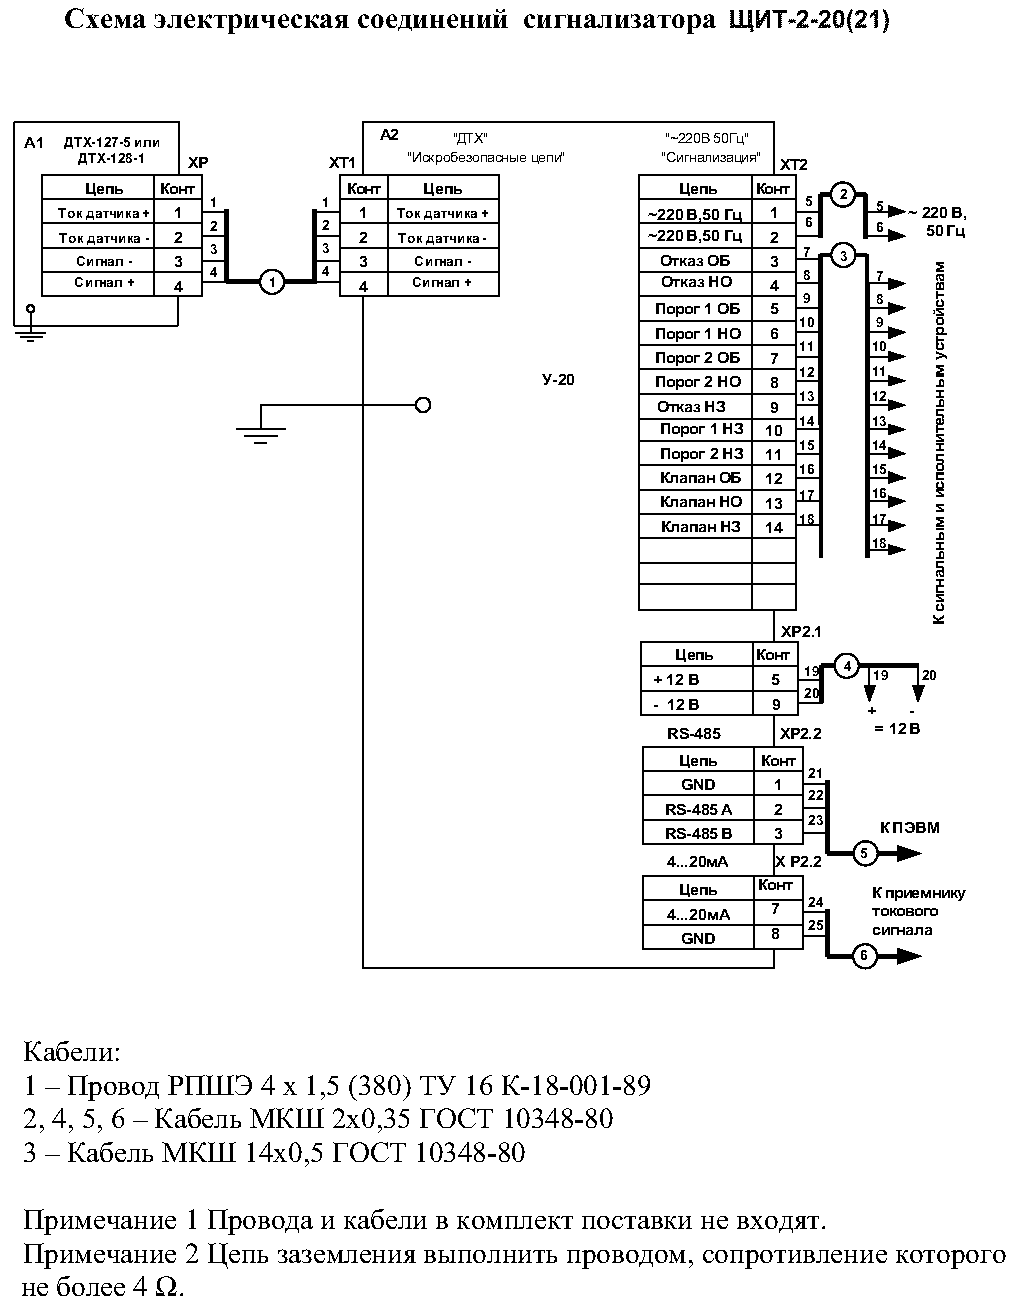 Схема электрическая соединений сигнализатора ЩИТ-2-20(21)
А1
ДТХ-127-5 или
ДТХ-128-1
ХР
Цепь Конт
Ток датчика + 1
Ток датчика - 2
Сигнал - 3
Сигнал + 4
1
2
3
4
1
1
2
3
4
ХТ1
А2
"ДТХ"
"Искробезопасные цепи"
Конт Цепь
1 Ток датчика +
2 Ток датчика -
3 Сигнал -
4 Сигнал +
У-20
"~220В 50Гц"
"Сигнализация"
ХТ2
Цепь Конт
~220 В,50 Гц 1
~220 В,50 Гц 2
Отказ ОБ 3
Отказ НО 4
Порог 1 ОБ 5
Порог 1 НО 6
Порог 2 ОБ 7
Порог 2 НО 8
Отказ НЗ 9
Порог 1 НЗ 10
Порог 2 НЗ 11
Клапан ОБ 12
Клапан НО 13
Клапан НЗ 14
5
6
7
8
9
10
11
12
13
14
15
16
17
18
2
5
6
~ 220 В,
50 Гц
3
7
8
9
10
11
12
13
14
15
16
17
18
К сигнальным и исполнительным устройствам
ХР2.1
Цепь Конт
+ 12 В 5
- 12 В 9
19
20
4
19 20
+ -
= 12 В
RS-485 ХР2.2
Цепь Конт
GND 1
RS-485 A 2
RS-485 B 3
21
22
23
К ПЭВМ
5
4...20мА Х Р2.2
Цепь Конт
4...20мА 7
GND 8
24
25
К приемнику
токового
сигнала
6
Кабели:
1 – Провод РПШЭ 4 х 1,5 (380) ТУ 16 К-18-001-89
2, 4, 5, 6 – Кабель МКШ 2х0,35 ГОСТ 10348-80
3 – Кабель МКШ 14х0,5 ГОСТ 10348-80
Примечание 1 Провода и кабели в комплект поставки не входят.
Примечание 2 Цепь заземления выполнить проводом, сопротивление которого
не более 4 Ω.